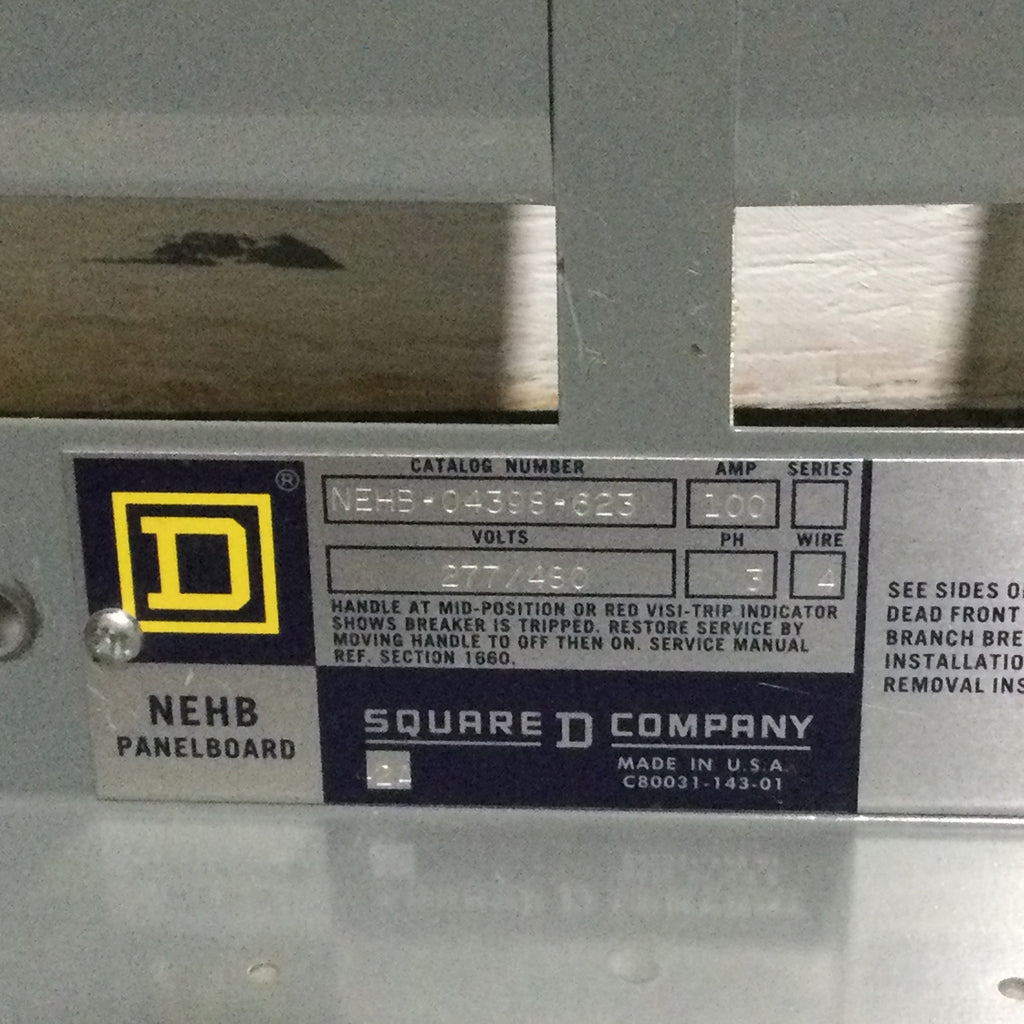 CATALOG NUMBER AMP SERIES
NEHB-04398-623 100
VOLTS PH WIRE
277/480 3 4
HANDLE AT MID-POSITION OR RED VISI-TRIP INDICATOR
SHOWS BREAKER IS TRIPPED. RESTORE SERVICE BY
MOVING HANDLE TO OFF THEN ON. SERVICE MANUAL
REF. SECTION 1660.
D ®
NEHB
PANELBOARD
SQUARE D COMPANY
MADE IN U.S.A.
C80031-143-01
SEE SIDES
DEAD FRONT
BRANCH
REMOVAL